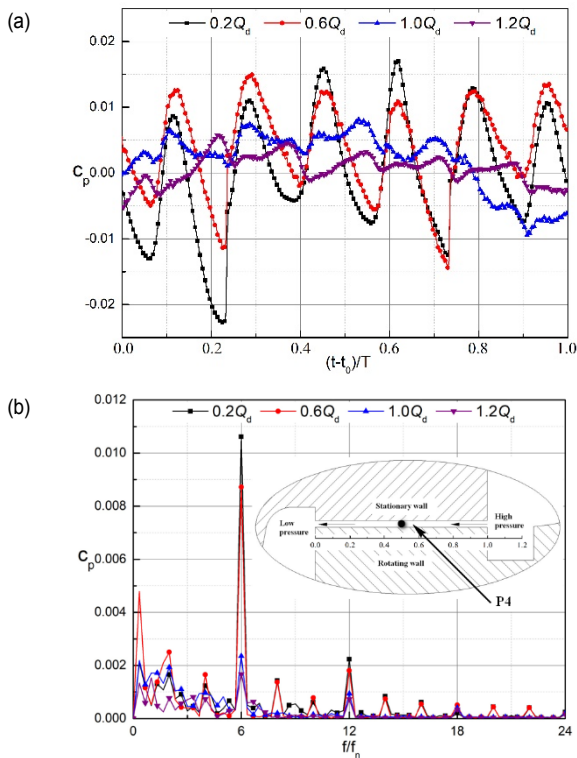 (a)
0.2Qd 0.6Qd 1.0Qd 1.2Qd
0.02
0.01
0.00
-0.01
-0.02
Cp
0.0 0.2 0.4 0.6 0.8 1.0
(t-t0)/T
(b)
0.2Qd 0.6Qd 1.0Qd 1.2Qd
0.012
0.010
0.008
0.006
0.004
0.002
0.000
Cp
Stationary wall
Low pressure
High pressure
0.0 0.2 0.4 0.6 0.8 1.0 1.2
Rotating wall
P4
0 6 12 18 24
f/fn